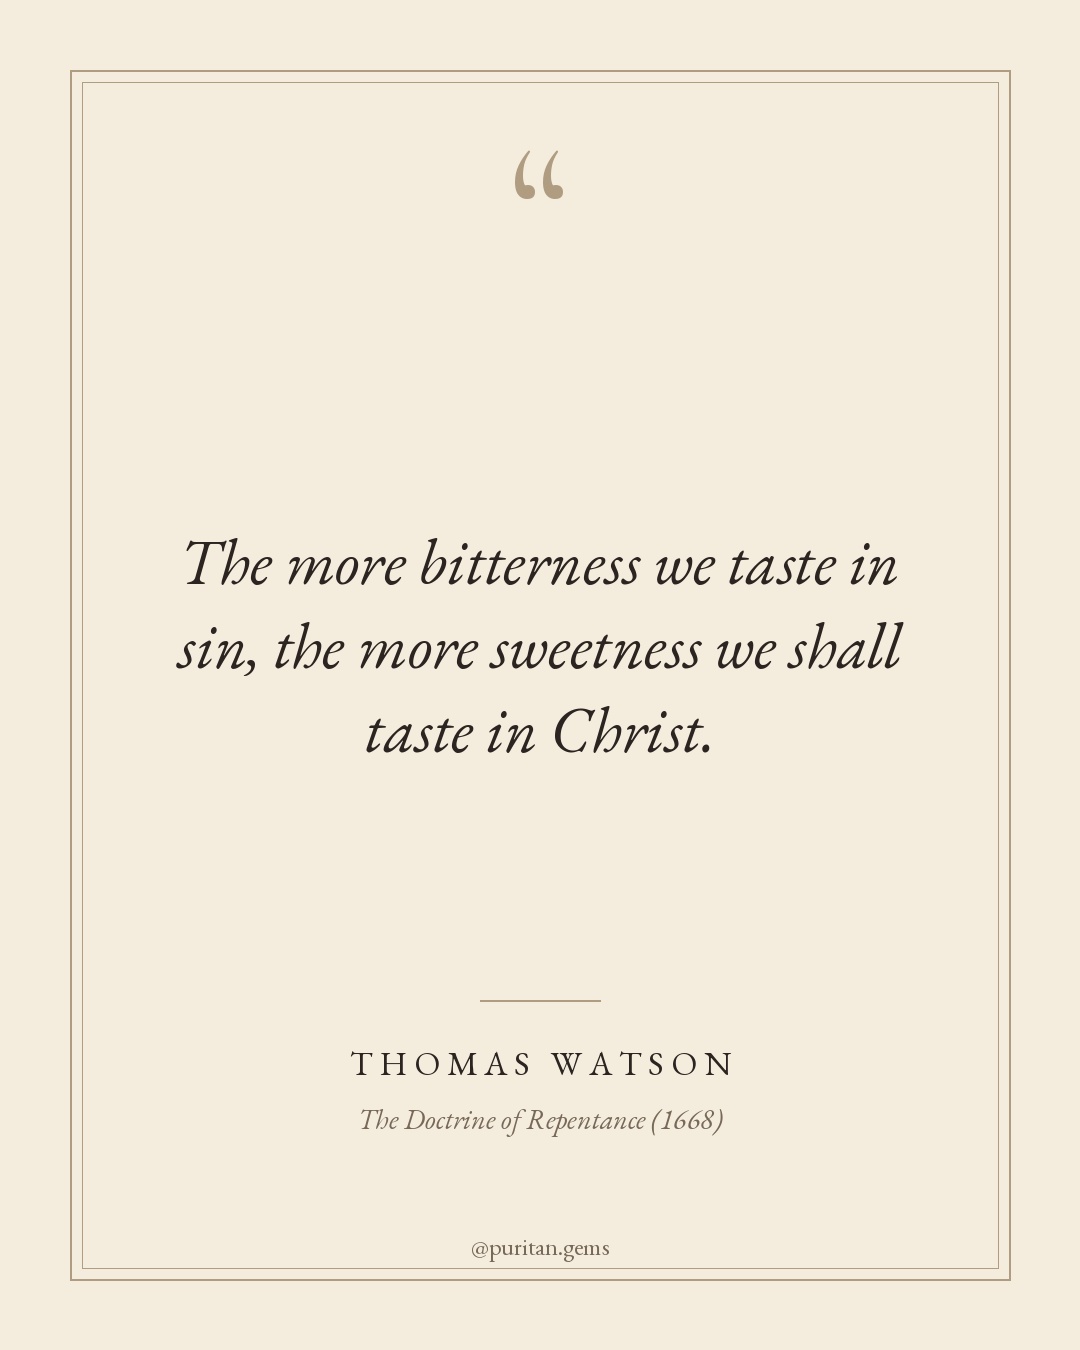 “
The more bitterness we taste in
sin, the more sweetness we shall
taste in Christ.
THOMAS WATSON
The Doctrine of Repentance (1668)
@puritan.gems